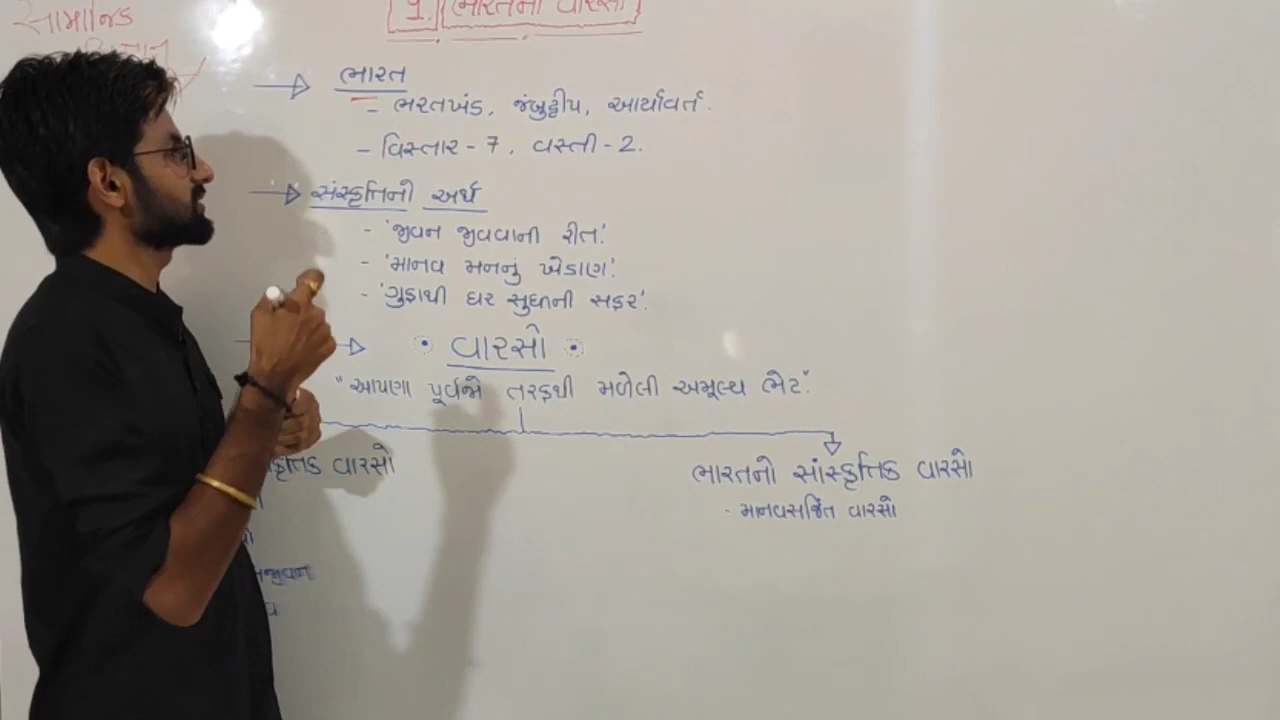 સામાજિક
1. ભારતનો વારસો
ભારત
- ભરતખંડ, જંબુદ્વીપ, આર્યાવર્ત.
- વિસ્તાર - 7, વસ્તી - 2.
સંસ્કૃતિનો અર્થ
- 'જીવન જીવવાની રીત'.
- 'માનવ મનનું ખેડાણ'.
- 'ગુફાથી ઘર સુધીની સફર'.
વારસો
"આપણા પૂર્વજો તરફથી મળેલી અમૂલ્ય ભેટ".
વારસો
ભારતનો સાંસ્કૃતિક વારસો
- માનવસર્જિત વારસો